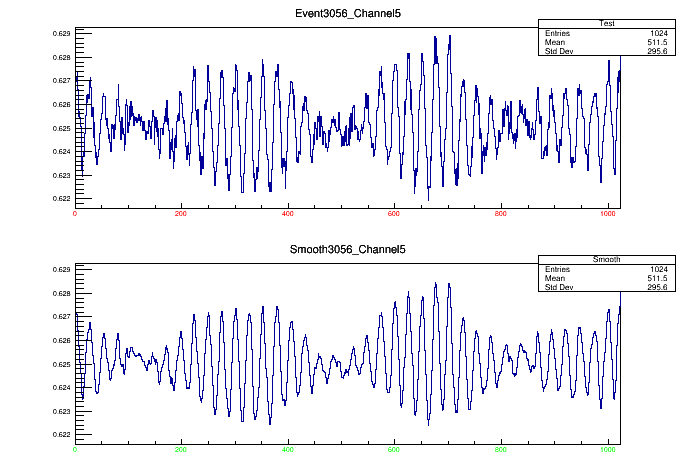 Event3056_Channel5
Test
Entries 1024
Mean 511.5
Std Dev 295.6
0.629
0.628
0.627
0.626
0.625
0.624
0.623
0.622
0 200 400 600 800 1000
Smooth3056_Channel5
Smooth
Entries 1024
Mean 511.5
Std Dev 295.6
0.629
0.628
0.627
0.626
0.625
0.624
0.623
0.622
0 200 400 600 800 1000